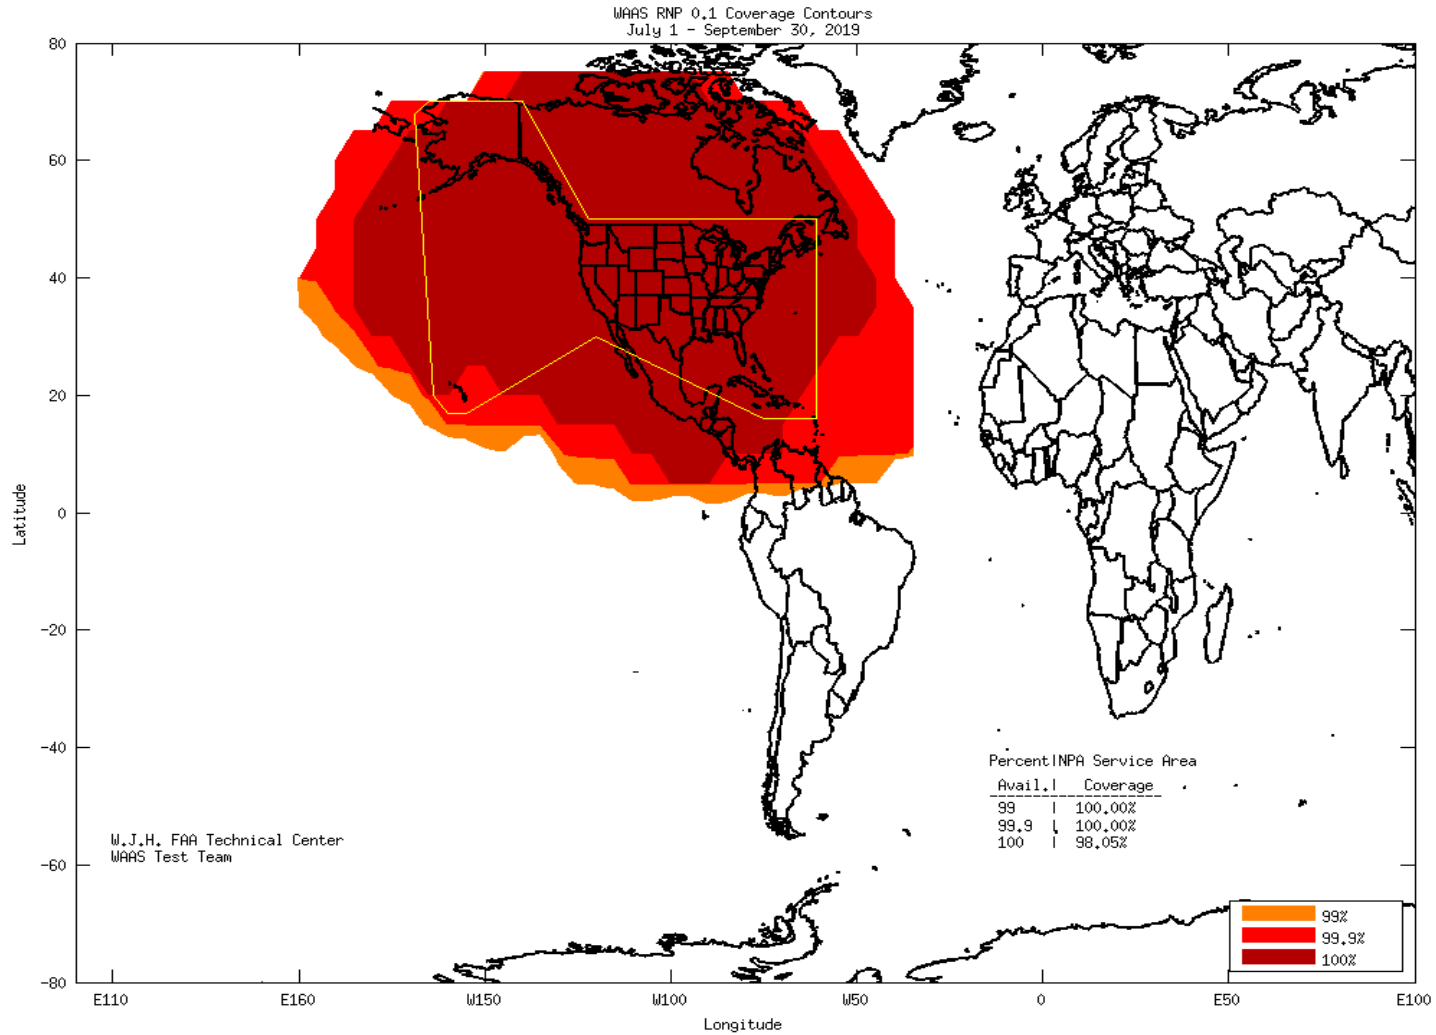 WAAS RNP 0.1 Coverage Contours
July 1 - September 30, 2019
80
60
40
20
0
-20
-40
-60
-80
Latitude
E110 E160 W150 W100 W50 0 E50 E100
Longitude
Percent|NPA Service Area
Avail.| Coverage
99 | 100.00%
99.9 | 100.00%
100 | 98.05%
W.J.H. FAA Technical Center
WAAS Test Team
99%
99.9%
100%